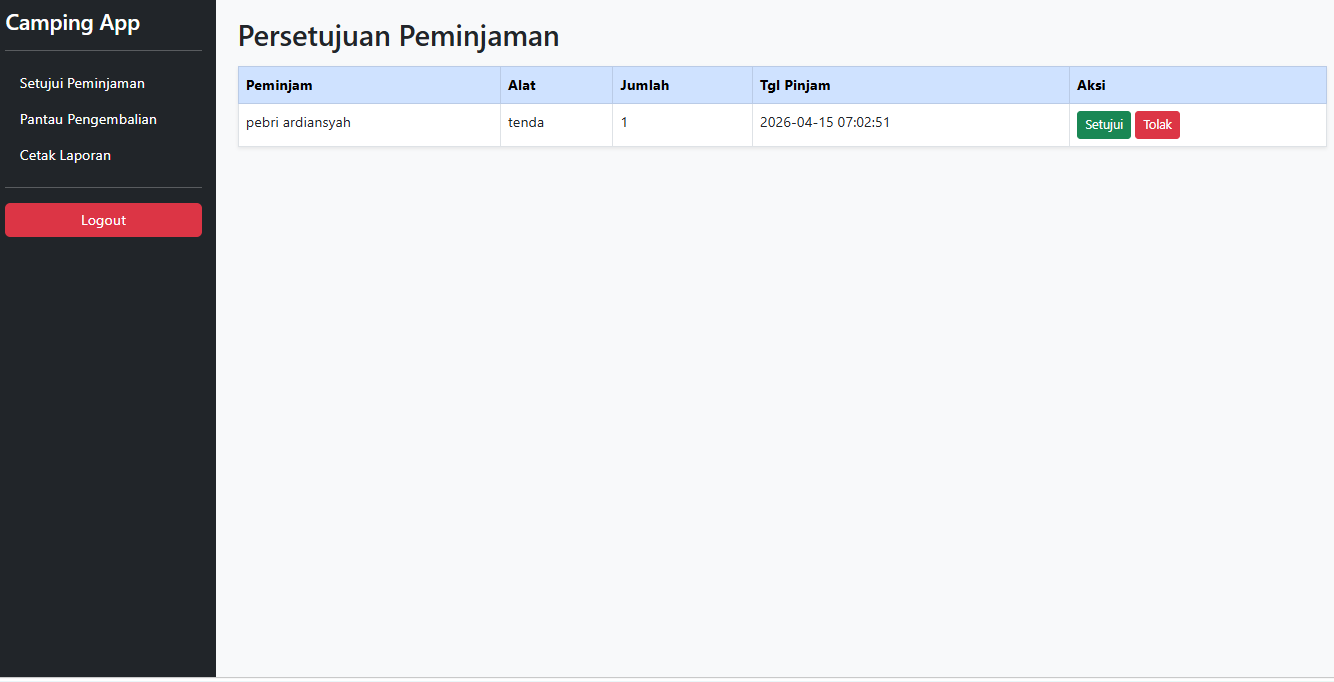 Camping App
Setujui Peminjaman
Pantau Pengembalian
Cetak Laporan
Logout
Persetujuan Peminjaman
Peminjam Alat Jumlah Tgl Pinjam Aksi
pebri ardiansyah tenda 1 2026-04-15 07:02:51 Setujui Tolak